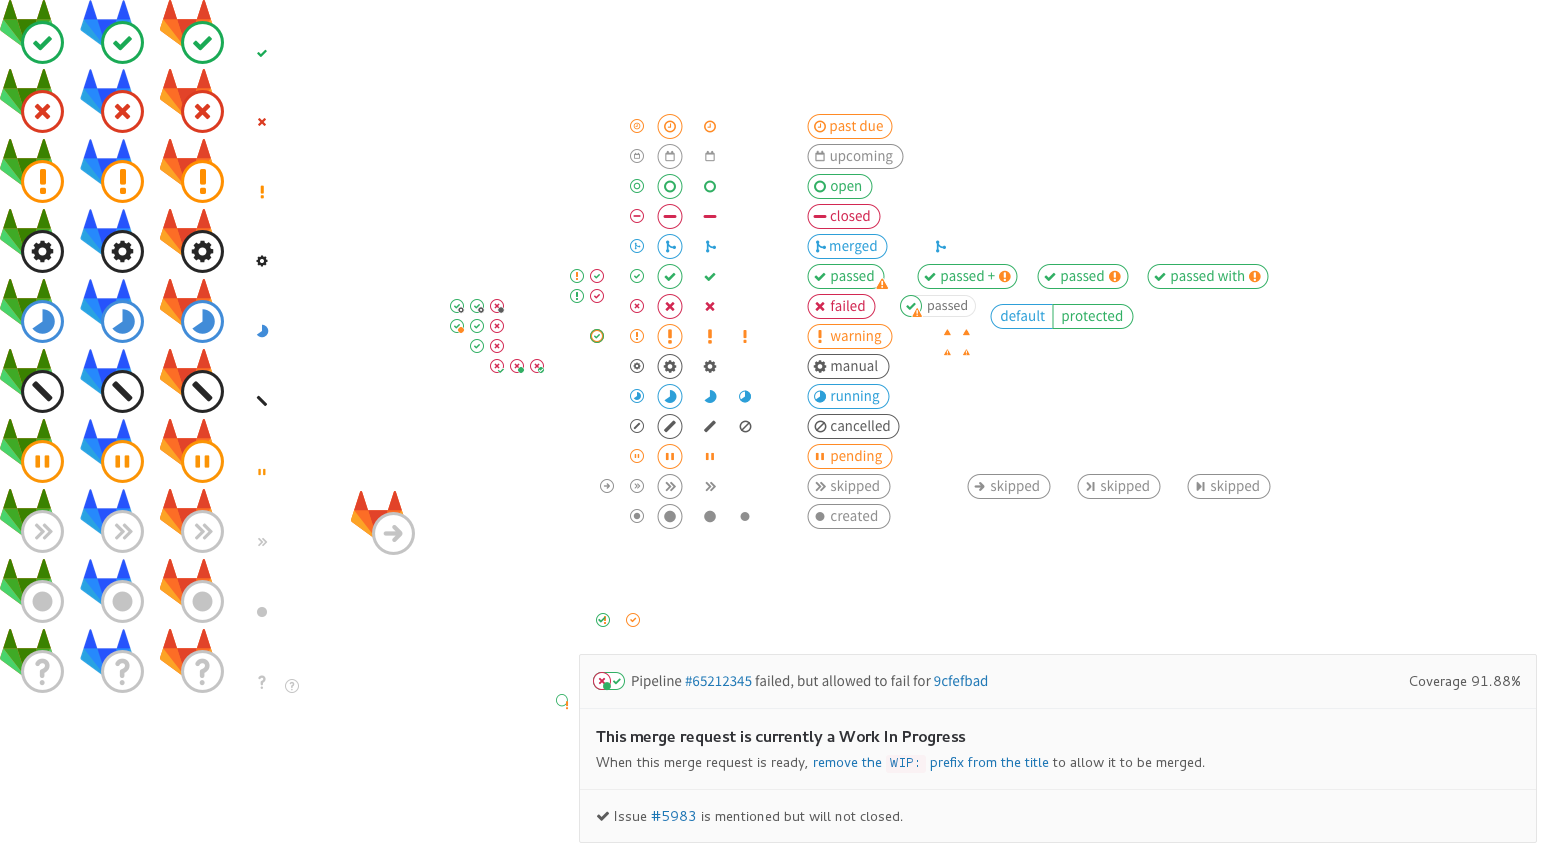 past due
upcoming
open
closed
merged
passed
passed +
passed
passed with
failed
passed
default
protected
warning
manual
running
cancelled
pending
skipped
skipped
skipped
skipped
created
Pipeline #65212345 failed, but allowed to fail for 9cfefbad
Coverage 91.88%
This merge request is currently a Work In Progress
When this merge request is ready, remove the WIP: prefix from the title to allow it to be merged.
Issue #5983 is mentioned but will not closed.